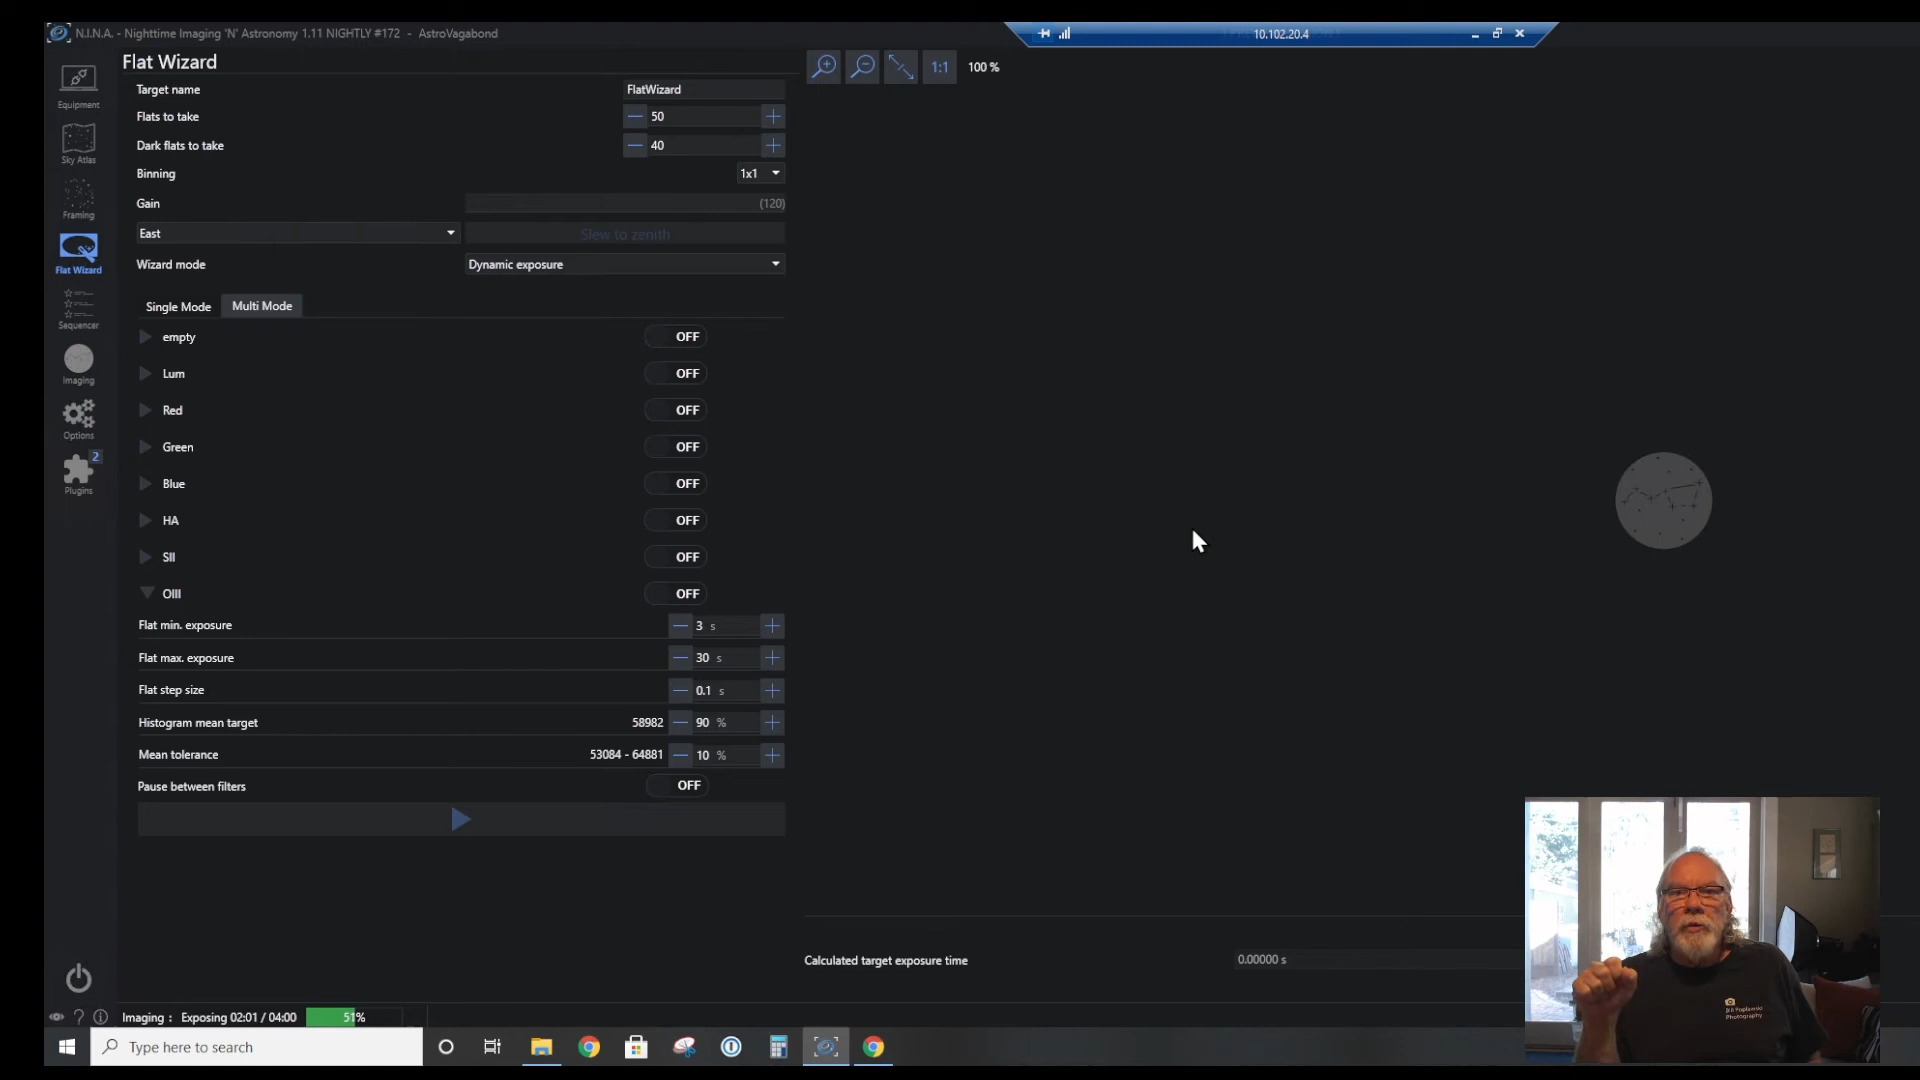 N.I.N.A. - Nighttime Imaging 'N' Astronomy 1.11 NIGHTLY #172 - AstroVagabond
10.102.20.4
Equipment
Sky Atlas
Framing
Flat Wizard
Sequencer
Imaging
Options
2
Plugins
Flat Wizard
Target name FlatWizard
Flats to take 50
Dark flats to take 40
Binning 1x1
Gain (120)
East Slew to zenith
Wizard mode Dynamic exposure
Single Mode Multi Mode
empty OFF
Lum OFF
Red OFF
Green OFF
Blue OFF
HA OFF
SII OFF
OIII OFF
Flat min. exposure 3 s
Flat max. exposure 30 s
Flat step size 0.1 s
Histogram mean target 58982 90 %
Mean tolerance 53084 - 64881 10 %
Pause between filters OFF
1:1 100 %
Calculated target exposure time 0.00000 s
Imaging : Exposing 02:01 / 04:00 51%
Type here to search
Bill Poplawski
Photography